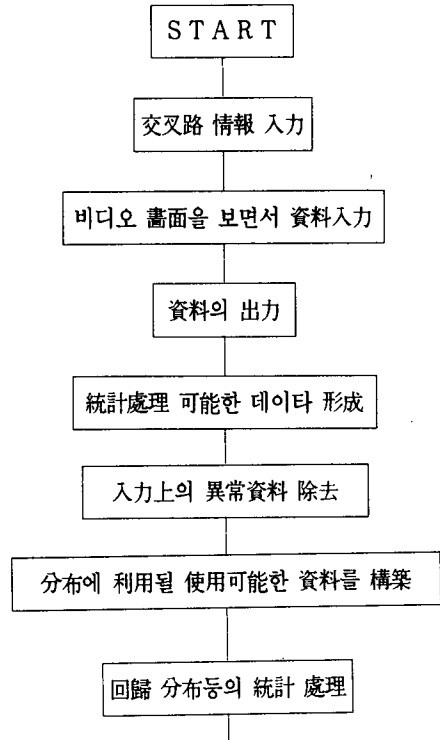 START
交叉路 情報 入力
비디오 畵面을 보면서 資料入力
資料의 出力
統計處理 可能한 데이타 形成
入力上의 異常資料 除去
分布에 利用될 使用可能한 資料를 構築
回歸 分布등의 統計 處理